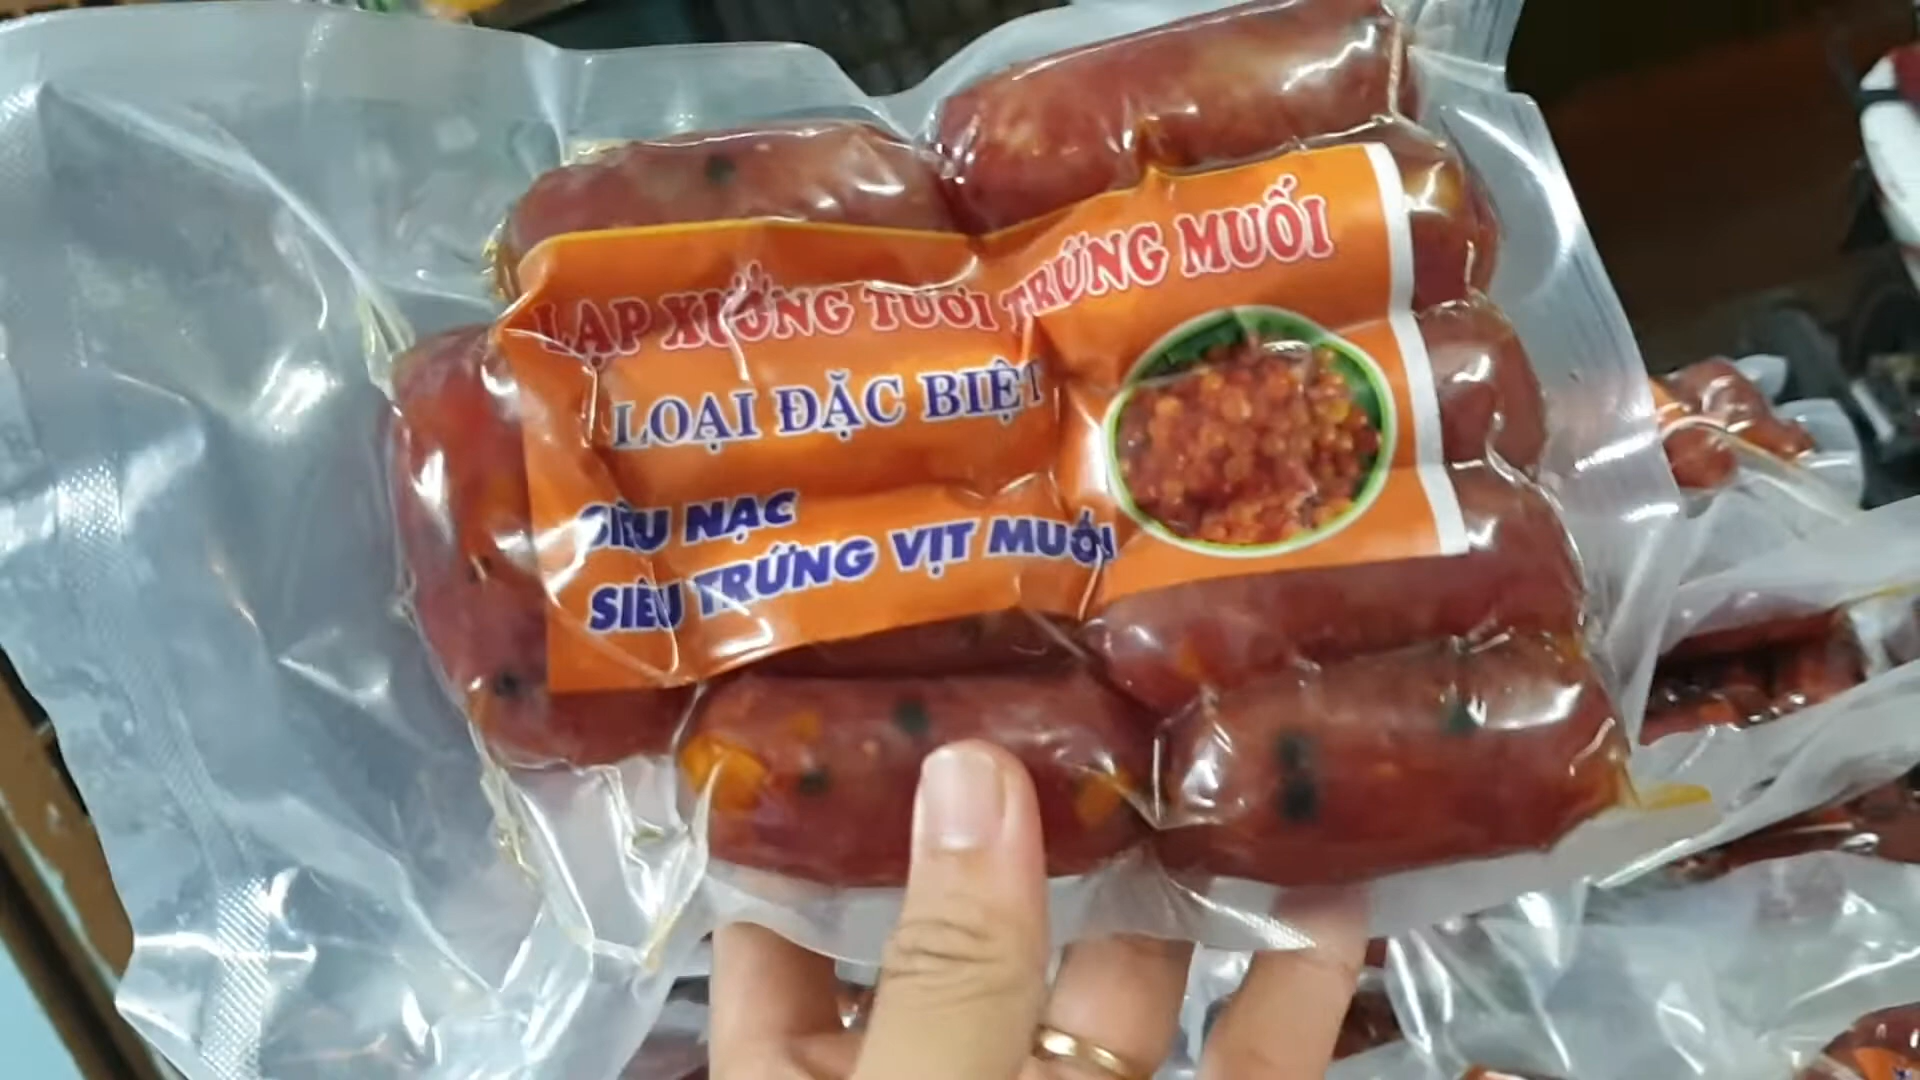 LẠP XƯỞNG TƯƠI TRỨNG MUỐI
LOẠI ĐẶC BIỆT
SIÊU NẠC
SIÊU TRỨNG VỊT MUỐI